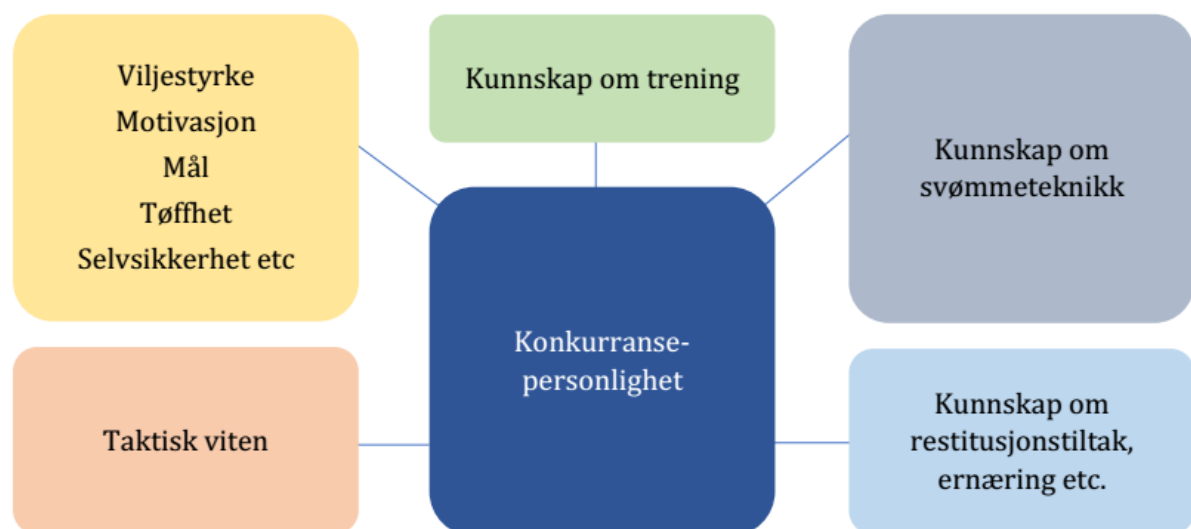 Viljestyrke
Motivasjon
Mål
Tøffhet
Selvsikkerhet etc
Kunnskap om trening
Kunnskap om
svømmeteknikk
Konkurranse-
personlighet
Taktisk viten
Kunnskap om
restitusjonstiltak,
ernæring etc.